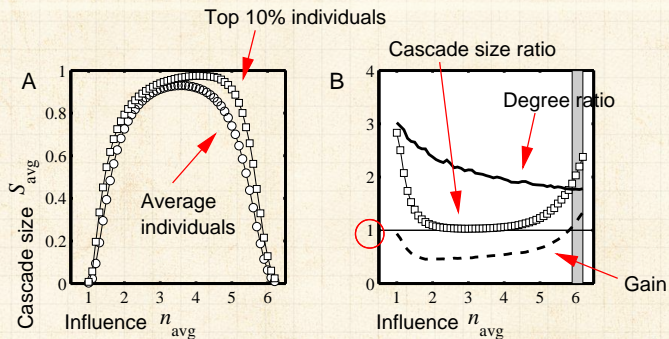 Top 10% individuals
A
Cascade size S_avg
1
0.8
0.6
0.4
0.2
0
1 2 3 4 5 6
Average
individuals
Influence n_avg
Cascade size ratio
B
Degree ratio
4
3
2
1
0
1 2 3 4 5 6
Gain
Influence n_avg